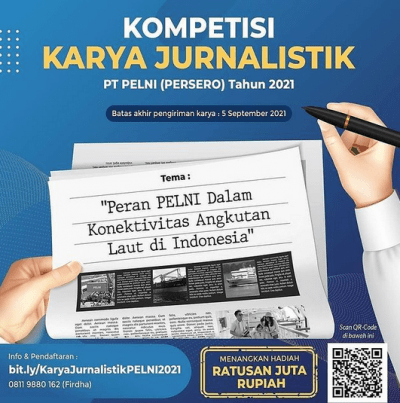 KOMPETISI
KARYA JURNALISTIK
PT PELNI (PERSERO) Tahun 2021
Batas akhir pengiriman karya : 5 September 2021
Tema :
"Peran PELNI Dalam
Konektivitas Angkutan
Laut di Indonesia"
Info & Pendaftaran :
bit.ly/KaryaJurnalistikPELNI2021
0811 9880 162 (Firdha)
MENANGKAN HADIAH
RATUSAN JUTA
RUPIAH
Scan QR-Code
di bawah ini